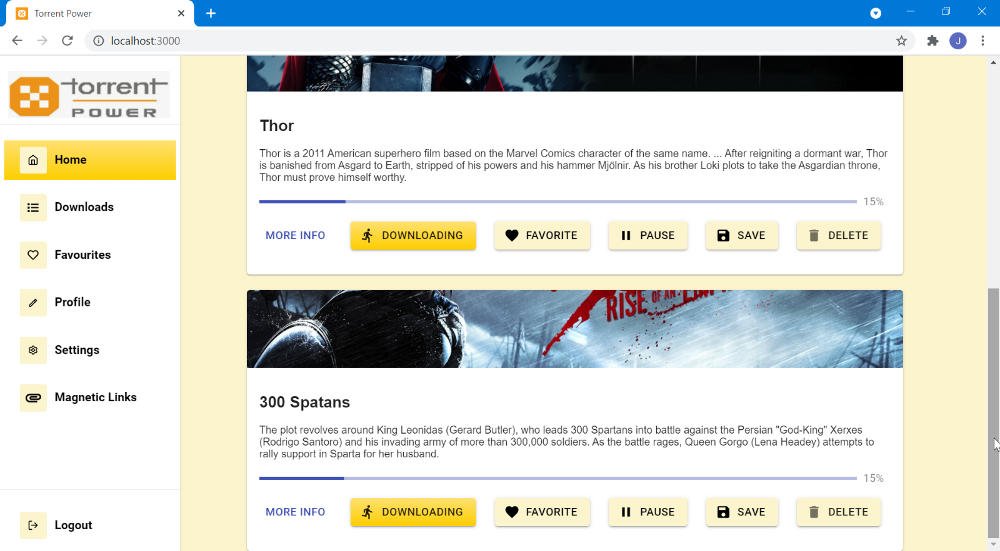 Torrent Power
localhost:3000
torrent
POWER
Home
Downloads
Favourites
Profile
Settings
Magnetic Links
Logout
J
Thor
Thor is a 2011 American superhero film based on the Marvel Comics character of the same name. ... After reigniting a dormant war, Thor
is banished from Asgard to Earth, stripped of his powers and his hammer Mjölnir. As his brother Loki plots to take the Asgardian throne,
Thor must prove himself worthy.
15%
MORE INFO DOWNLOADING FAVORITE PAUSE SAVE DELETE
RISE OF AN EMPIRE
300 Spatans
The plot revolves around King Leonidas (Gerard Butler), who leads 300 Spartans into battle against the Persian "God-King" Xerxes
(Rodrigo Santoro) and his invading army of more than 300,000 soldiers. As the battle rages, Queen Gorgo (Lena Headey) attempts to
rally support in Sparta for her husband.
15%
MORE INFO DOWNLOADING FAVORITE PAUSE SAVE DELETE